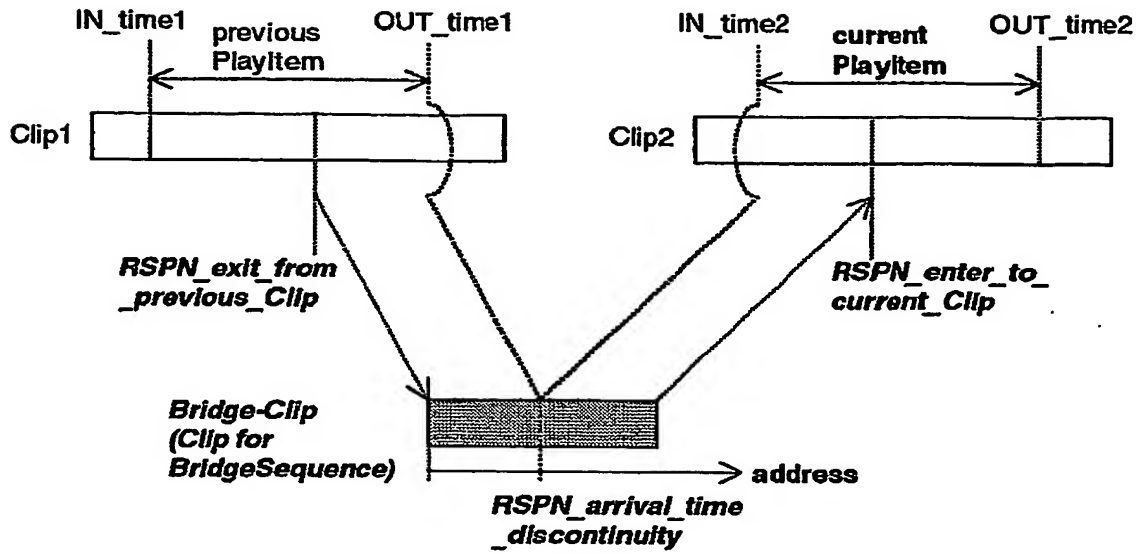 IN_time1
previous
PlayItem
OUT_time1
IN_time2
current
PlayItem
OUT_time2
Clip1
Clip2
RSPN_exit_from
_previous_Clip
RSPN_enter_to_
current_Clip
Bridge-Clip
(Clip for
BridgeSequence)
address
RSPN_arrival_time
_discontinuity